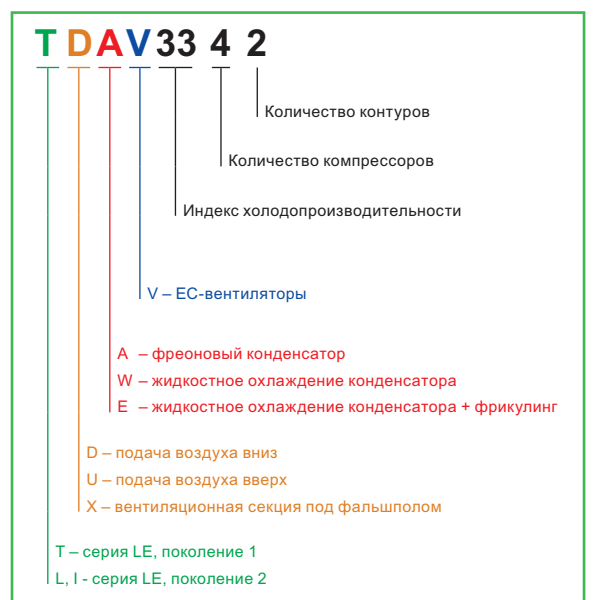 TDAV33 4 2
Количество контуров
Количество компрессоров
Индекс холодопроизводительности
V – EC-вентиляторы
A – фреоновый конденсатор
W – жидкостное охлаждение конденсатора
E – жидкостное охлаждение конденсатора + фрикулинг
D – подача воздуха вниз
U – подача воздуха вверх
X – вентиляционная секция под фальшполом
T – серия LE, поколение 1
L, I - серия LE, поколение 2